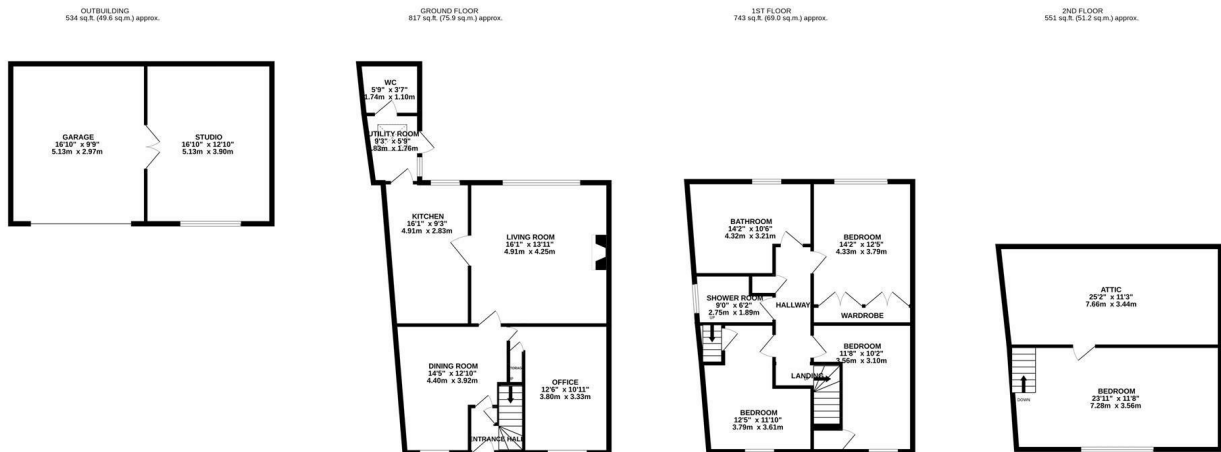 OUTBUILDING
534 sq.ft. (49.6 sq.m.) approx.
GARAGE
16'10" x 9'9"
5.13m x 2.97m
STUDIO
16'10" x 12'10"
5.13m x 3.90m
GROUND FLOOR
817 sq.ft. (75.9 sq.m.) approx.
WC
5'9" x 3'7"
1.74m x 1.10m
UTILITY ROOM
9'3" x 5'9"
.83m x 1.76m
KITCHEN
16'1" x 9'3"
4.91m x 2.83m
LIVING ROOM
16'1" x 13'11"
4.91m x 4.25m
DINING ROOM
14'5" x 12'10"
4.40m x 3.92m
UP
OFFICE
12'6" x 10'11"
3.80m x 3.33m
ENTRANCE HALL
1ST FLOOR
743 sq.ft. (69.0 sq.m.) approx.
BATHROOM
14'2" x 10'6"
4.32m x 3.21m
BEDROOM
14'2" x 12'5"
4.33m x 3.79m
SHOWER ROOM
9'0" x 6'2"
2.75m x 1.89m
UP
HALLWAY
WARDROBE
BEDROOM
11'8" x 10'2"
3.56m x 3.10m
LANDING
BEDROOM
12'5" x 11'10"
3.79m x 3.61m
2ND FLOOR
551 sq.ft. (51.2 sq.m.) approx.
ATTIC
25'2" x 11'3"
7.66m x 3.44m
DOWN
BEDROOM
23'11" x 11'8"
7.28m x 3.56m